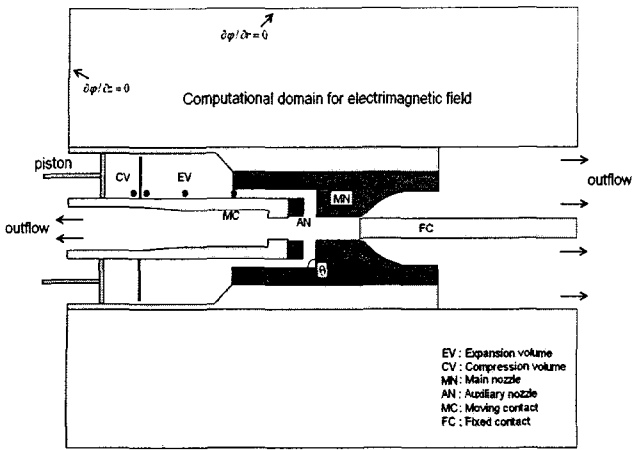 ∂φ/∂r = 0
∂φ/∂z = 0
Computational domain for electrimagnetic field
piston
CV
EV
MN
outflow
MC
AN
FC
outflow
θ
EV : Expansion volume
CV : Compression volume
MN : Main nozzle
AN : Auxiliary nozzle
MC : Moving contact
FC : Fixed contact